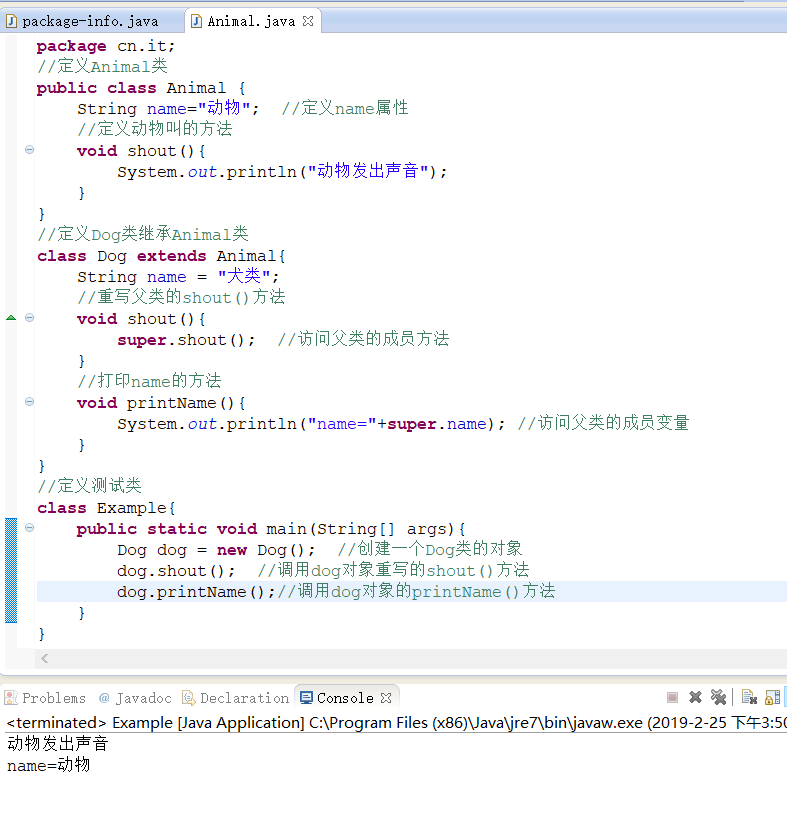 package-info.java  Animal.java
package cn.it;
//定义Animal类
public class Animal {
    String name="动物";  //定义name属性
    //定义动物叫的方法
    void shout(){
        System.out.println("动物发出声音");
    }
}
//定义Dog类继承Animal类
class Dog extends Animal{
    String name = "犬类";
    //重写父类的shout()方法
    void shout(){
        super.shout();  //访问父类的成员方法
    }
    //打印name的方法
    void printName(){
        System.out.println("name="+super.name); //访问父类的成员变量
    }
}
//定义测试类
class Example{
    public static void main(String[] args){
        Dog dog = new Dog();  //创建一个Dog类的对象
        dog.shout();  //调用dog对象重写的shout()方法
        dog.printName();//调用dog对象的printName()方法
    }
}
Problems @ Javadoc Declaration Console
<terminated> Example [Java Application] C:\Program Files (x86)\Java\jre7\bin\javaw.exe (2019-2-25 下午3:50
动物发出声音
name=动物